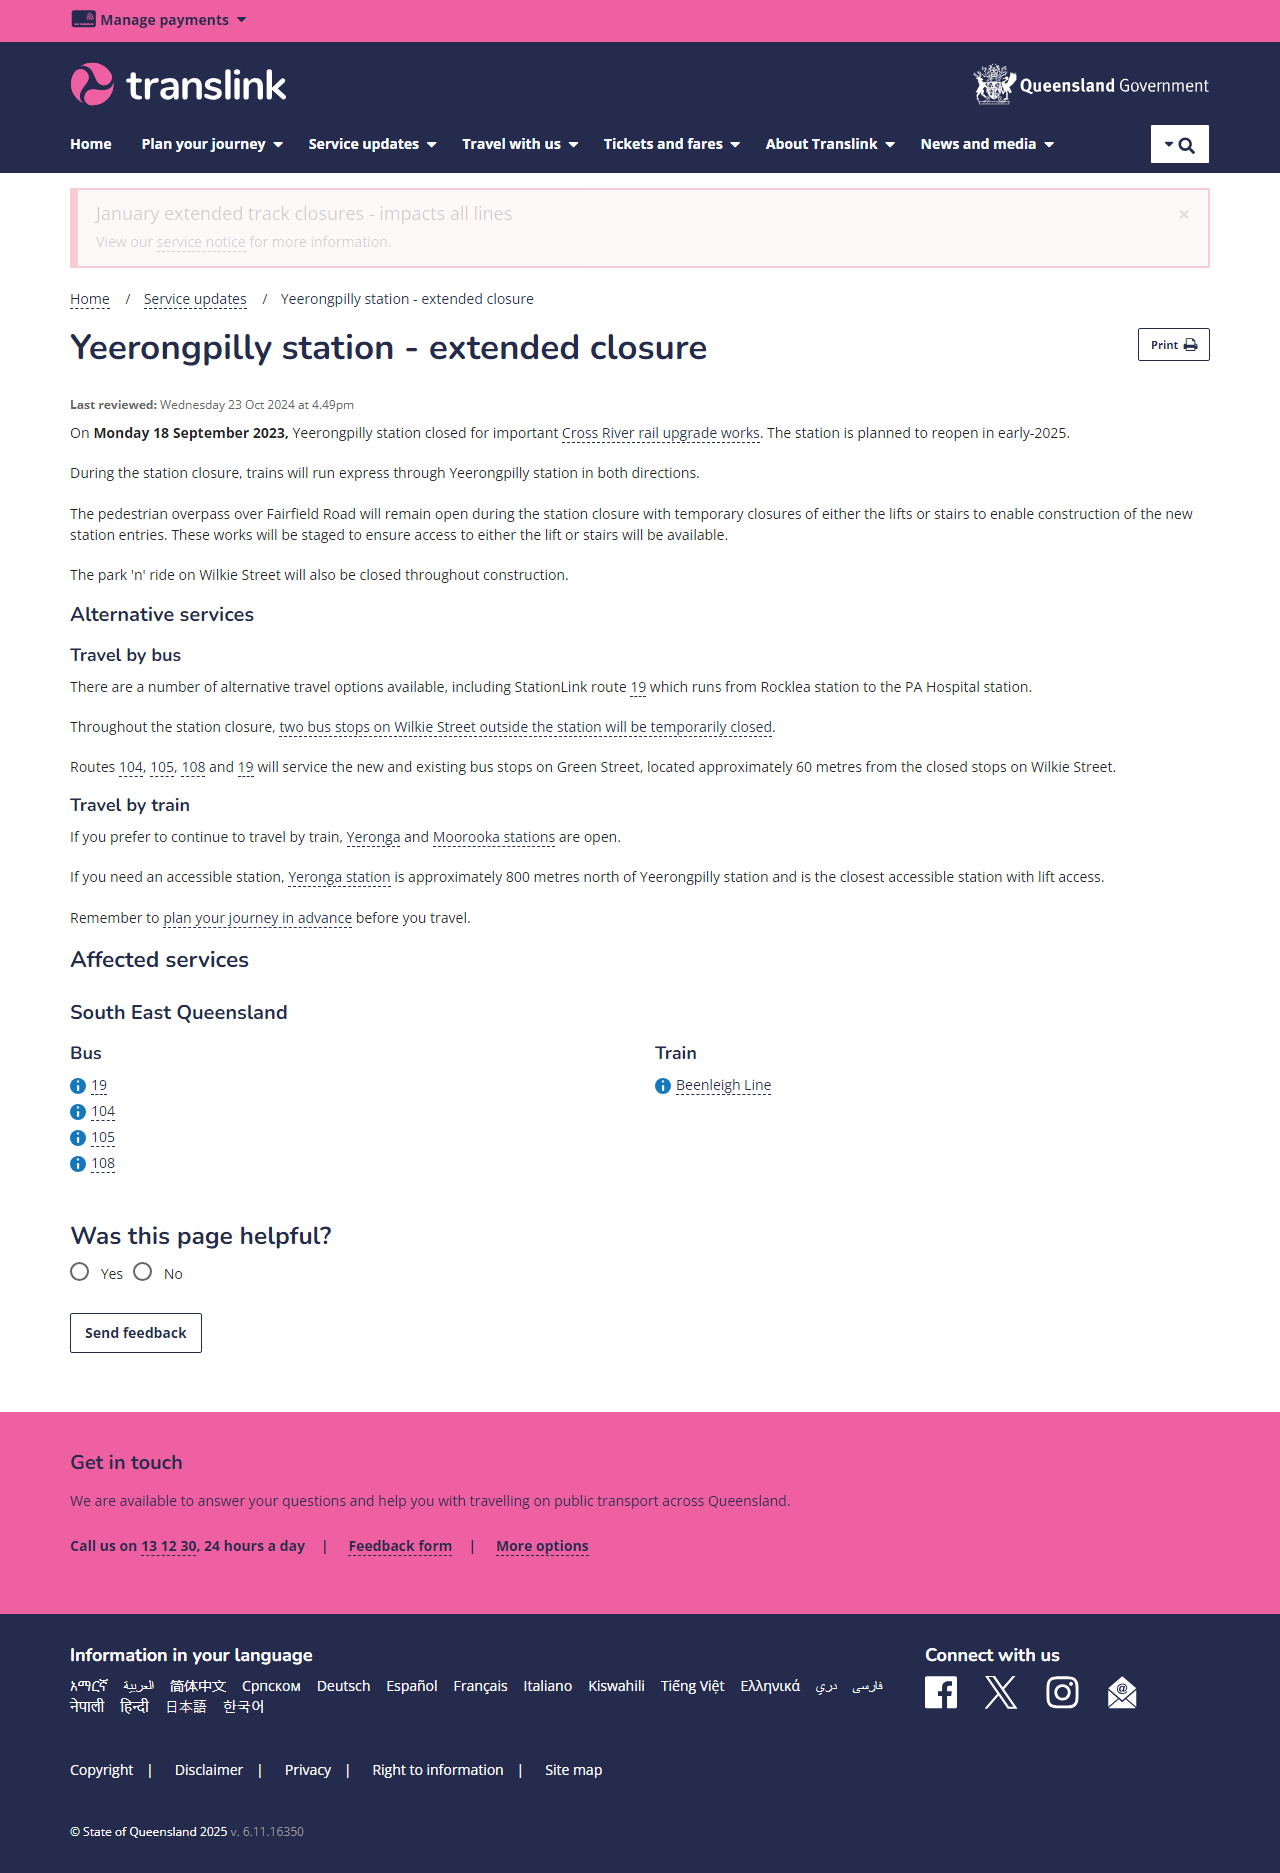 Manage payments
translink
Queensland Government
Home Plan your journey Service updates Travel with us Tickets and fares About Translink News and media
January extended track closures - impacts all lines ×
View our service notice for more information.
Home / Service updates / Yeerongpilly station - extended closure
Yeerongpilly station - extended closure
Print
Last reviewed: Wednesday 23 Oct 2024 at 4.49pm
On Monday 18 September 2023, Yeerongpilly station closed for important Cross River rail upgrade works. The station is planned to reopen in early-2025.
During the station closure, trains will run express through Yeerongpilly station in both directions.
The pedestrian overpass over Fairfield Road will remain open during the station closure with temporary closures of either the lifts or stairs to enable construction of the new
station entries. These works will be staged to ensure access to either the lift or stairs will be available.
The park 'n' ride on Wilkie Street will also be closed throughout construction.
Alternative services
Travel by bus
There are a number of alternative travel options available, including StationLink route 19 which runs from Rocklea station to the PA Hospital station.
Throughout the station closure, two bus stops on Wilkie Street outside the station will be temporarily closed.
Routes 104, 105, 108 and 19 will service the new and existing bus stops on Green Street, located approximately 60 metres from the closed stops on Wilkie Street.
Travel by train
If you prefer to continue to travel by train, Yeronga and Moorooka stations are open.
If you need an accessible station, Yeronga station is approximately 800 metres north of Yeerongpilly station and is the closest accessible station with lift access.
Remember to plan your journey in advance before you travel.
Affected services
South East Queensland
Bus
19
104
105
108
Train
Beenleigh Line
Was this page helpful?
Yes No
Send feedback
Get in touch
We are available to answer your questions and help you with travelling on public transport across Queensland.
Call us on 13 12 30, 24 hours a day | Feedback form | More options
Information in your language
አማርኛ العربية 简体中文 Српском Deutsch Español Français Italiano Kiswahili Tiếng Việt Ελληνικά دري فارسی
नेपाली हिन्दी 日本語 한국어
Connect with us
Copyright | Disclaimer | Privacy | Right to information | Site map
© State of Queensland 2025 v. 6.11.16350